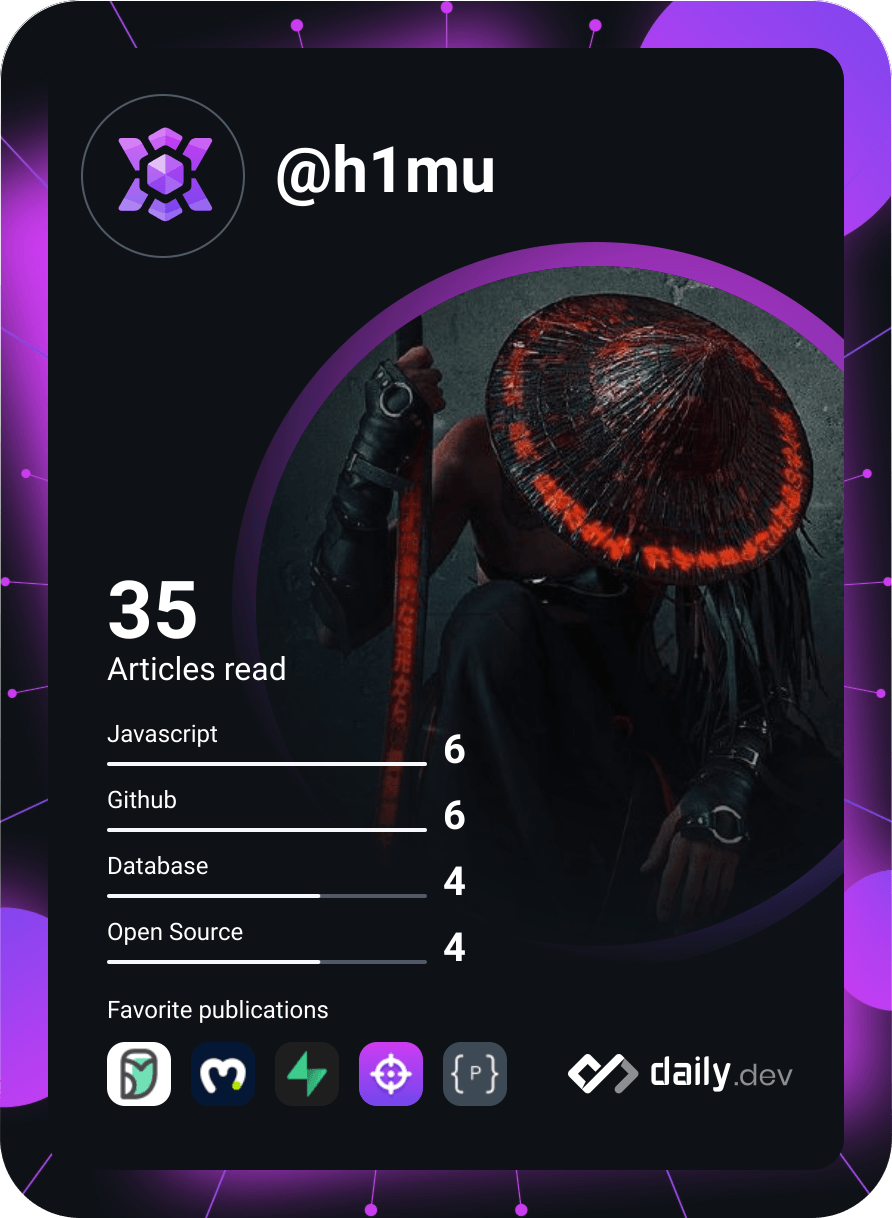 @h1mu
35
Articles read
Javascript
6
Github
6
Database
4
Open Source
4
Favorite publications
{ P }
daily.dev